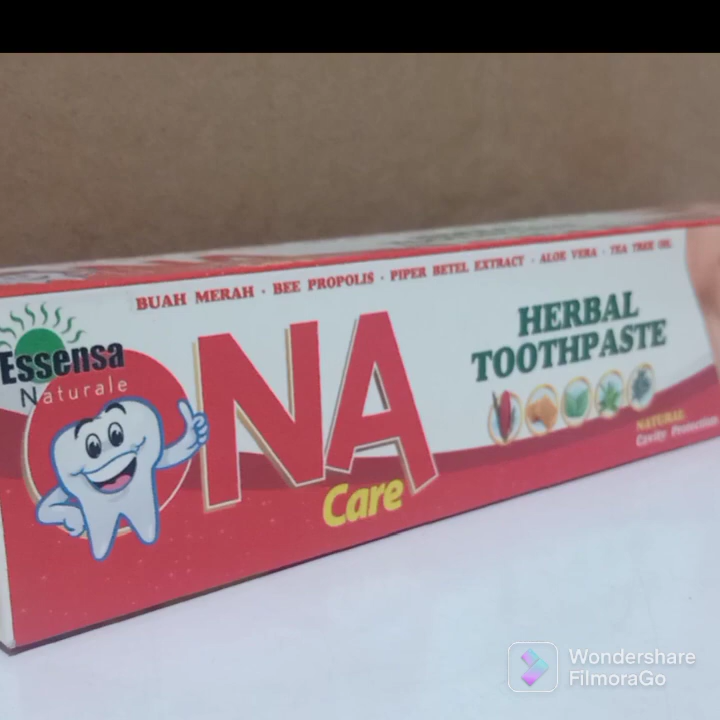 BUAH MERAH · BEE PROPOLIS · PIPER BETEL EXTRACT · ALOE VERA · TEA TREE OIL
Essensa
Naturale
ONA
Care
HERBAL
TOOTHPASTE
NATURAL
Cavity Protection
Wondershare
FilmoraGo